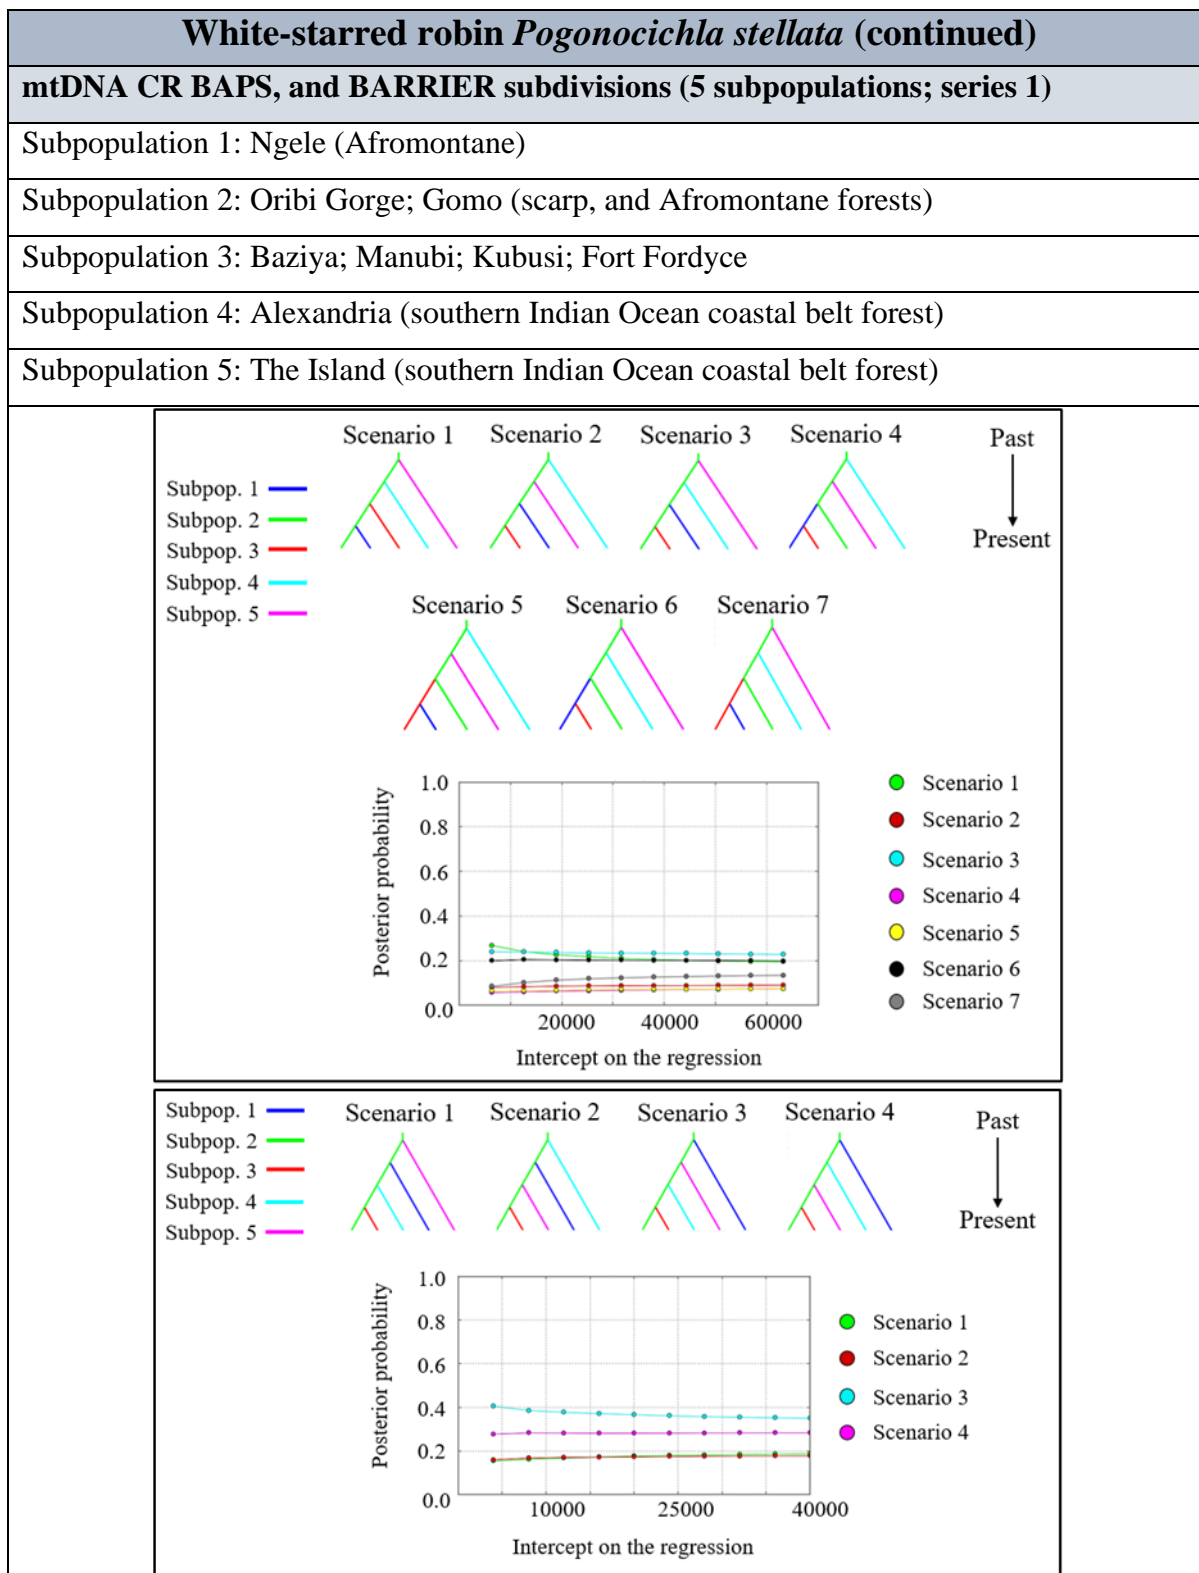 White-starred robin Pogonocichla stellata (continued)
mtDNA CR BAPS, and BARRIER subdivisions (5 subpopulations; series 1)
Subpopulation 1: Ngele (Afromontane)
Subpopulation 2: Oribi Gorge; Gomo (scarp, and Afromontane forests)
Subpopulation 3: Baziya; Manubi; Kubusi; Fort Fordyce
Subpopulation 4: Alexandria (southern Indian Ocean coastal belt forest)
Subpopulation 5: The Island (southern Indian Ocean coastal belt forest)
Scenario 1 Scenario 2 Scenario 3 Scenario 4 Past
Subpop. 1
Subpop. 2
Subpop. 3
Subpop. 4
Subpop. 5
Present
Scenario 5 Scenario 6 Scenario 7
Posterior probability
1.0
0.8
0.6
0.4
0.2
0.0
20000 40000 60000
Intercept on the regression
Scenario 1
Scenario 2
Scenario 3
Scenario 4
Scenario 5
Scenario 6
Scenario 7
Subpop. 1
Subpop. 2
Subpop. 3
Subpop. 4
Subpop. 5
Scenario 1 Scenario 2 Scenario 3 Scenario 4 Past
Present
Posterior probability
1.0
0.8
0.6
0.4
0.2
0.0
10000 25000 40000
Intercept on the regression
Scenario 1
Scenario 2
Scenario 3
Scenario 4